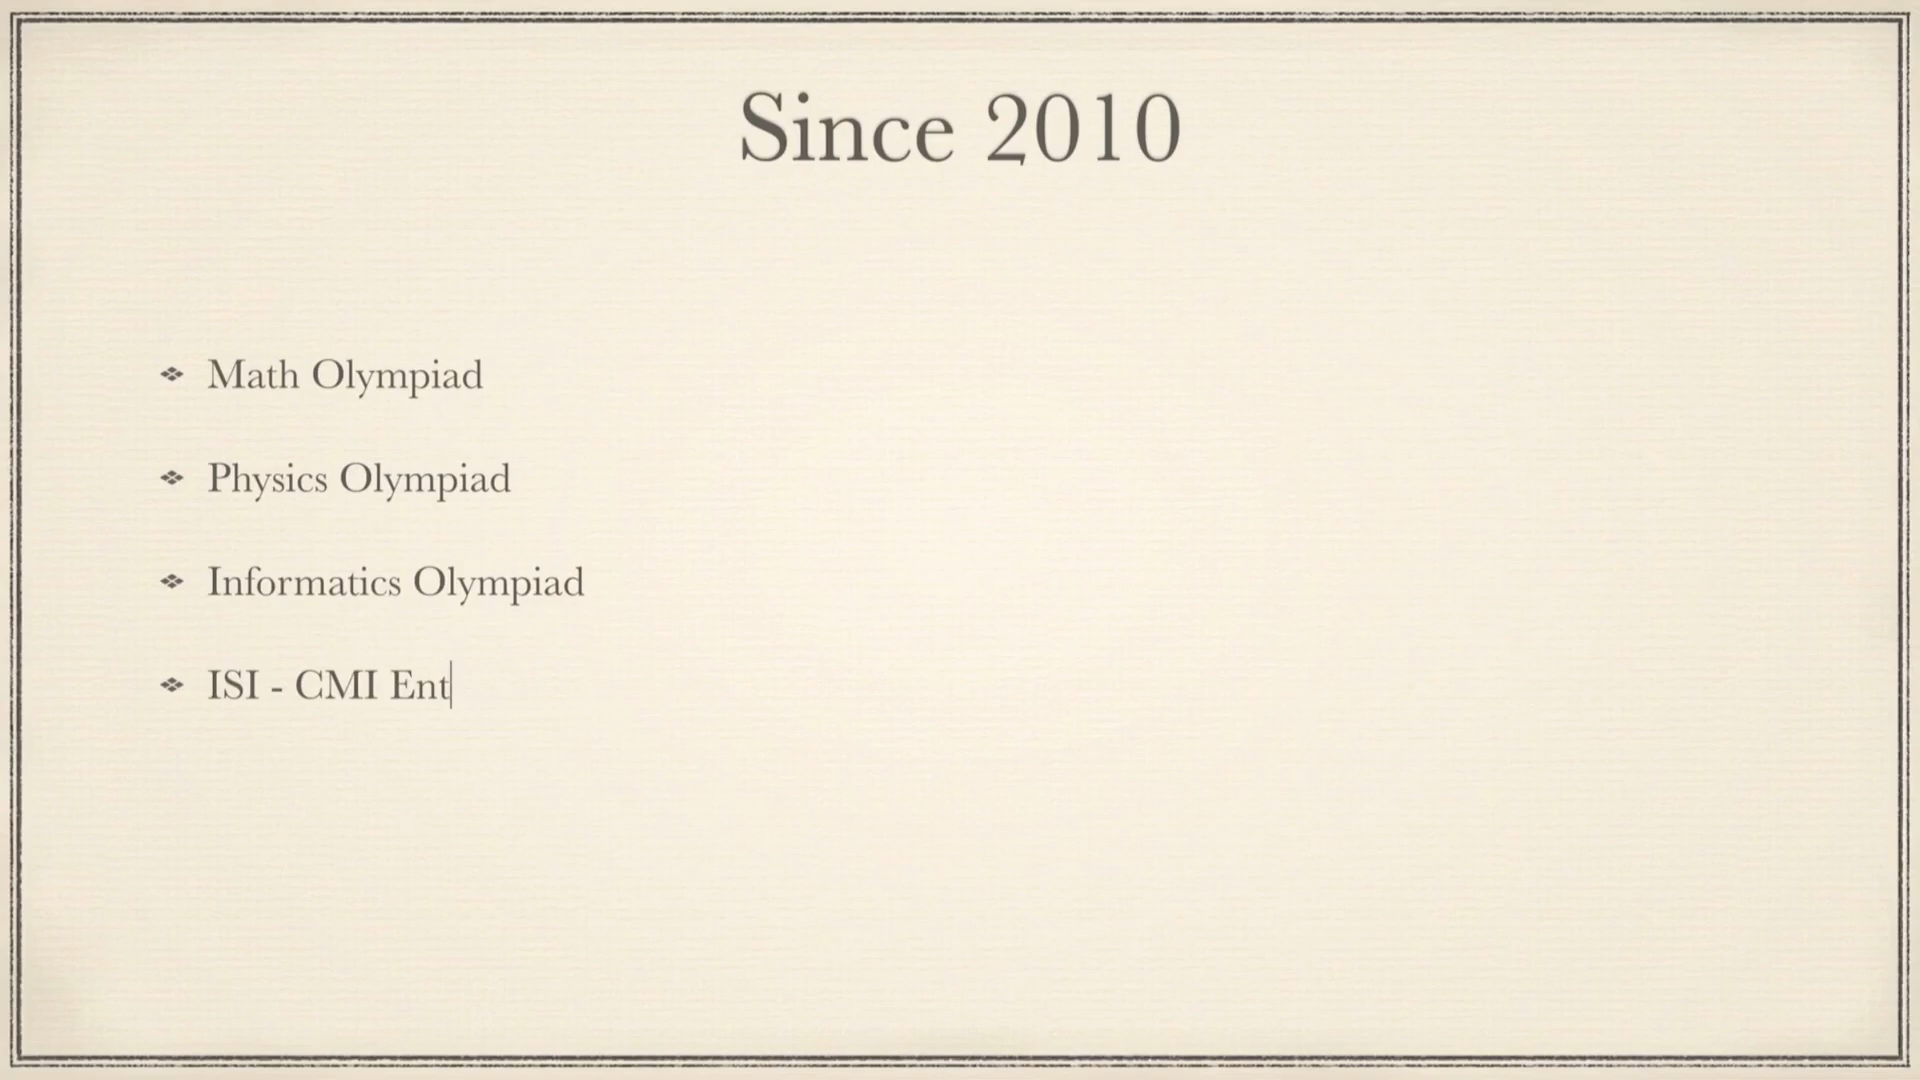 Since 2010
Math Olympiad
Physics Olympiad
Informatics Olympiad
ISI - CMI Ent